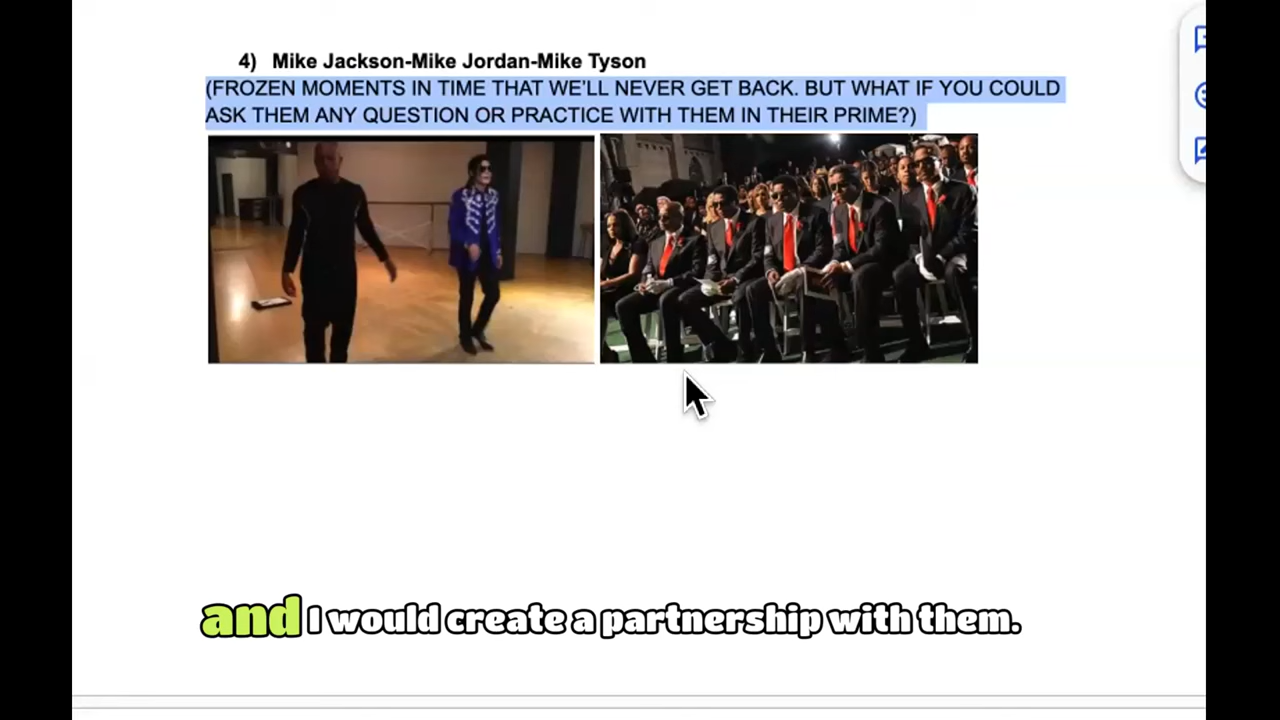 4) Mike Jackson-Mike Jordan-Mike Tyson
(FROZEN MOMENTS IN TIME THAT WE'LL NEVER GET BACK. BUT WHAT IF YOU COULD
ASK THEM ANY QUESTION OR PRACTICE WITH THEM IN THEIR PRIME?)
and I would create a partnership with them.